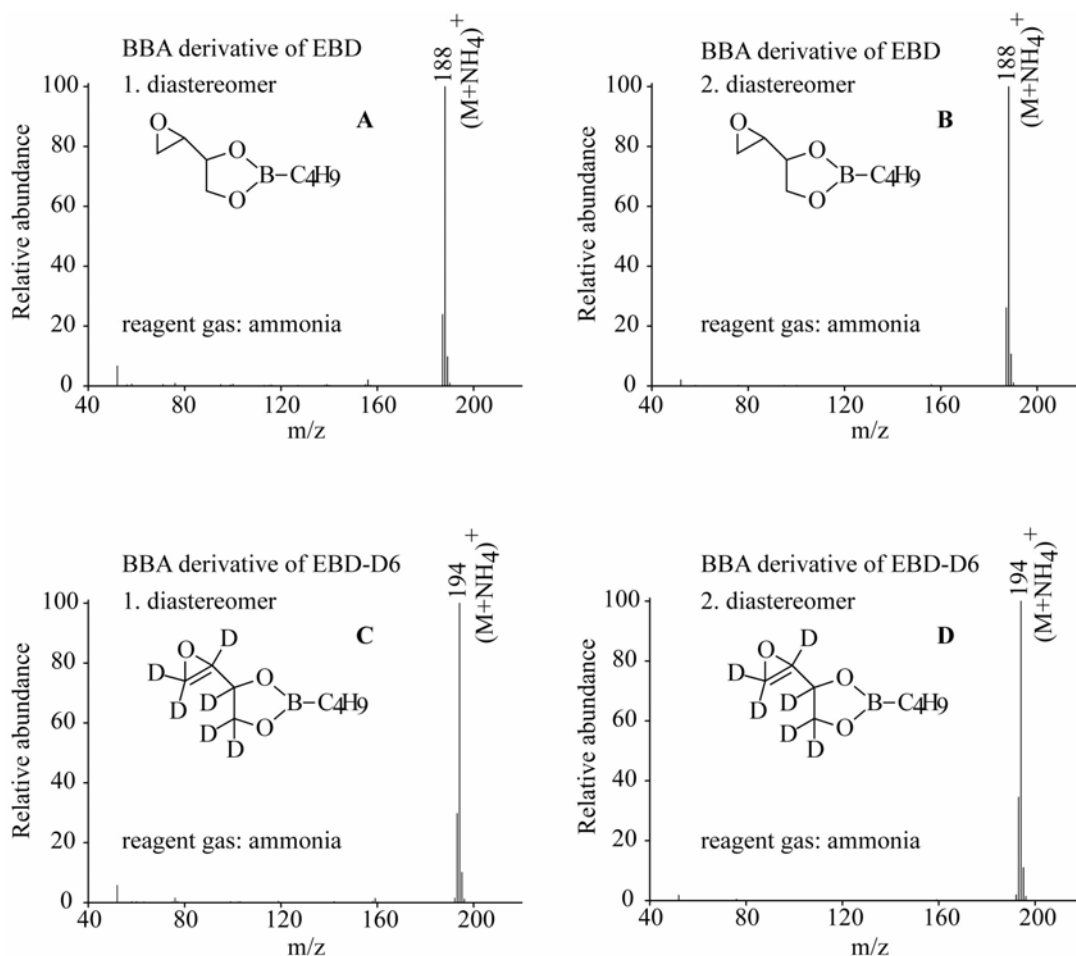 BBA derivative of EBD
1. diastereomer
A
188
(M+NH4)+
O
O
B
C4H9
O
reagent gas: ammonia
Relative abundance
100
80
60
40
20
0
40
80
120
160
200
m/z
BBA derivative of EBD
2. diastereomer
B
188
(M+NH4)+
O
O
B
C4H9
O
reagent gas: ammonia
Relative abundance
100
80
60
40
20
0
40
80
120
160
200
m/z
BBA derivative of EBD-D6
1. diastereomer
C
194
(M+NH4)+
D
O
D
D
D
O
B
C4H9
D
D
O
reagent gas: ammonia
Relative abundance
100
80
60
40
20
0
40
80
120
160
200
m/z
BBA derivative of EBD-D6
2. diastereomer
D
194
(M+NH4)+
D
O
D
D
D
O
B
C4H9
D
D
O
reagent gas: ammonia
Relative abundance
100
80
60
40
20
0
40
80
120
160
200
m/z